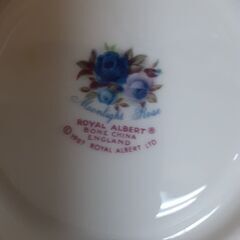 Moonlight Rose
ROYAL ALBERT ®
BONE CHINA
ENGLAND
© 1987 ROYAL ALBERT LTD